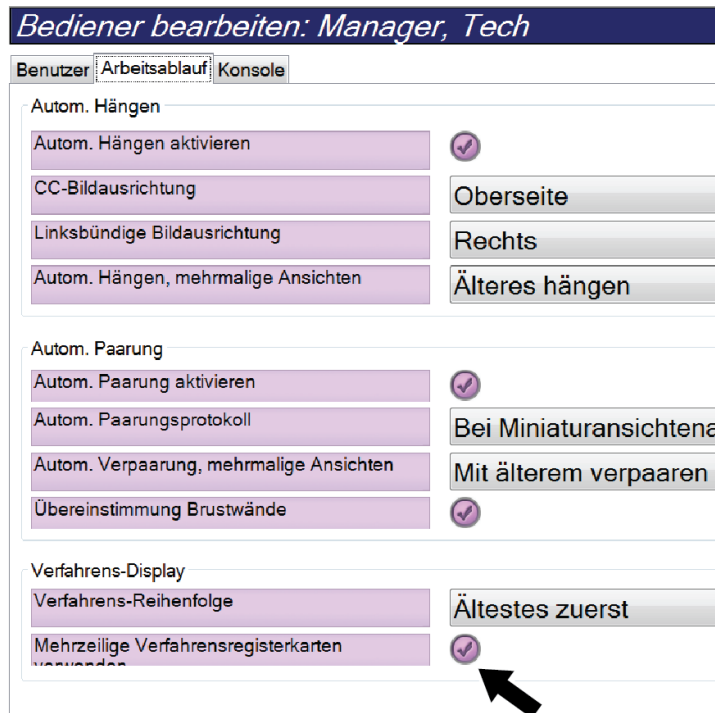 Bediener bearbeiten: Manager, Tech
Benutzer Arbeitsablauf Konsole
Autom. Hängen
Autom. Hängen aktivieren
CC-Bildausrichtung Oberseite
Linksbündige Bildausrichtung Rechts
Autom. Hängen, mehrmalige Ansichten Älteres hängen
Autom. Paarung
Autom. Paarung aktivieren
Autom. Paarungsprotokoll Bei Miniaturansichtena
Autom. Verpaarung, mehrmalige Ansichten Mit älterem verpaaren
Übereinstimmung Brustwände
Verfahrens-Display
Verfahrens-Reihenfolge Ältestes zuerst
Mehrzeilige Verfahrensregisterkarten
verwenden